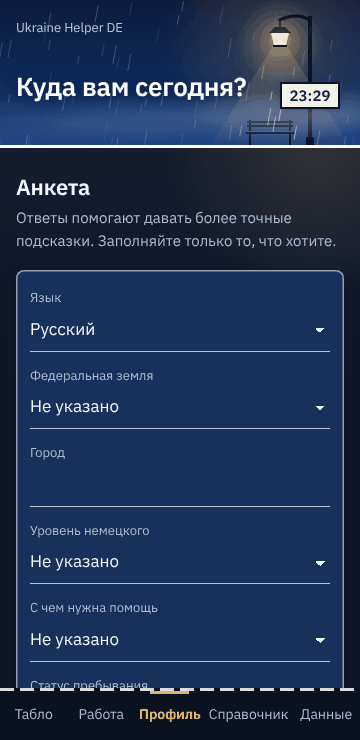 Ukraine Helper DE
Куда вам сегодня?
23:29
Анкета
Ответы помогают давать более точные
подсказки. Заполняйте только то, что хотите.
Язык
Русский
Федеральная земля
Не указано
Город
Уровень немецкого
Не указано
С чем нужна помощь
Не указано
Статус пребывания
Табло
Работа
Профиль
Справочник
Данные